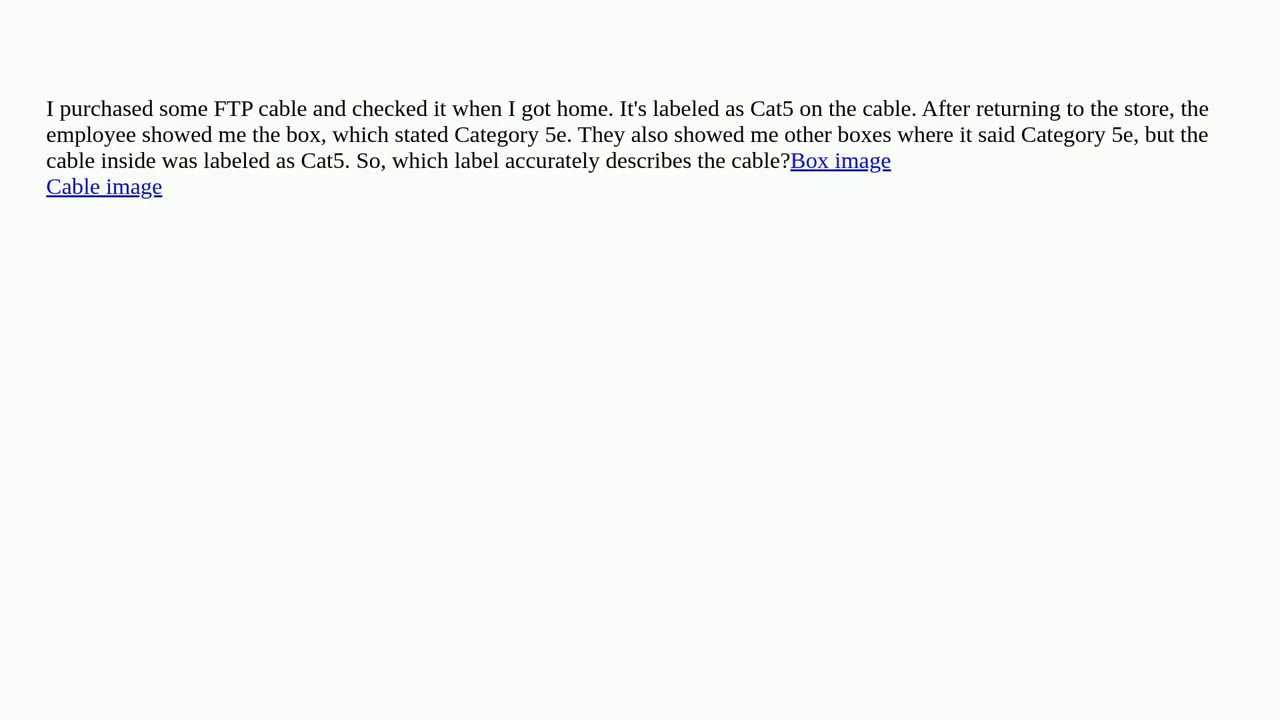 I purchased some FTP cable and checked it when I got home. It's labeled as Cat5 on the cable. After returning to the store, the
employee showed me the box, which stated Category 5e. They also showed me other boxes where it said Category 5e, but the
cable inside was labeled as Cat5. So, which label accurately describes the cable?Box image
Cable image